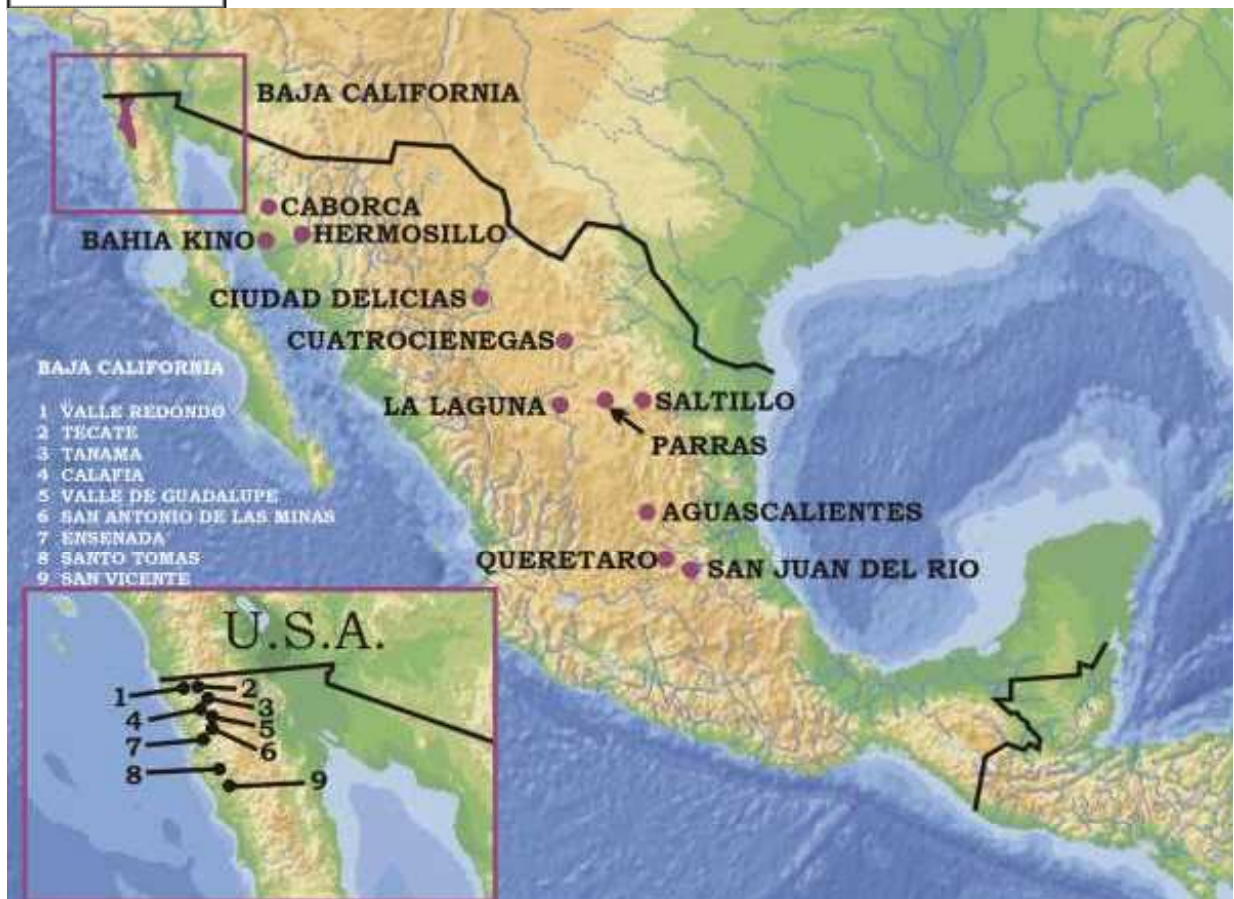 BAJA CALIFORNIA
CABORCA
BAHIA KINO
HERMOSILLO
CIUDAD DELICIAS
CUATROCIENEGAS
LA LAGUNA
SALTILLO
PARRAS
AGUASCALIENTES
QUERETARO
SAN JUAN DEL RIO
BAJA CALIFORNIA
1 VALLE REDONDO
2 TECATE
3 TANAMA
4 CALAFIA
5 VALLE DE GUADALUPE
6 SAN ANTONIO DE LAS MINAS
7 ENSENADA
8 SANTO TOMAS
9 SAN VICENTE
U.S.A.
1
2
3
4
5
6
7
8
9